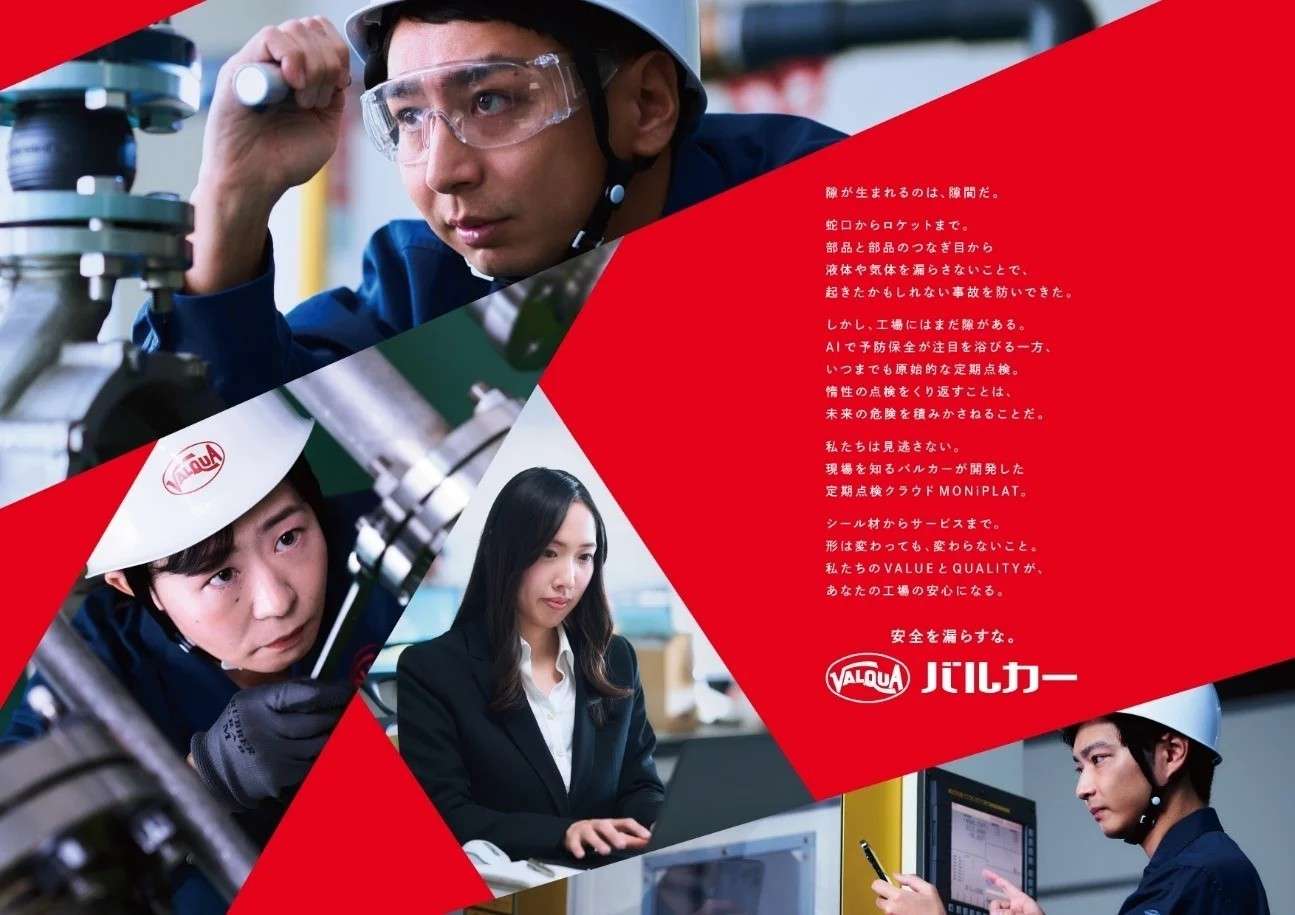 隙が生まれるのは、隙間だ。
蛇口からロケットまで。
部品と部品のつなぎ目から
液体や気体を漏らさないことで、
起きたかもしれない事故を防いできた。
しかし、工場にはまだ隙がある。
AIで予防保全が注目を浴びる一方、
いつまでも原始的な定期点検。
惰性の点検をくり返すことは、
未来の危険を積みかさねることだ。
私たちは見逃さない。
現場を知るバルカーが開発した
定期点検クラウドMONiPLAT。
シール材からサービスまで。
形は変わっても、変わらないこと。
私たちのVALUEとQUALITYが、
あなたの工場の安心になる。
安全を漏らすな。
VALQUA バルカー
VALQUA